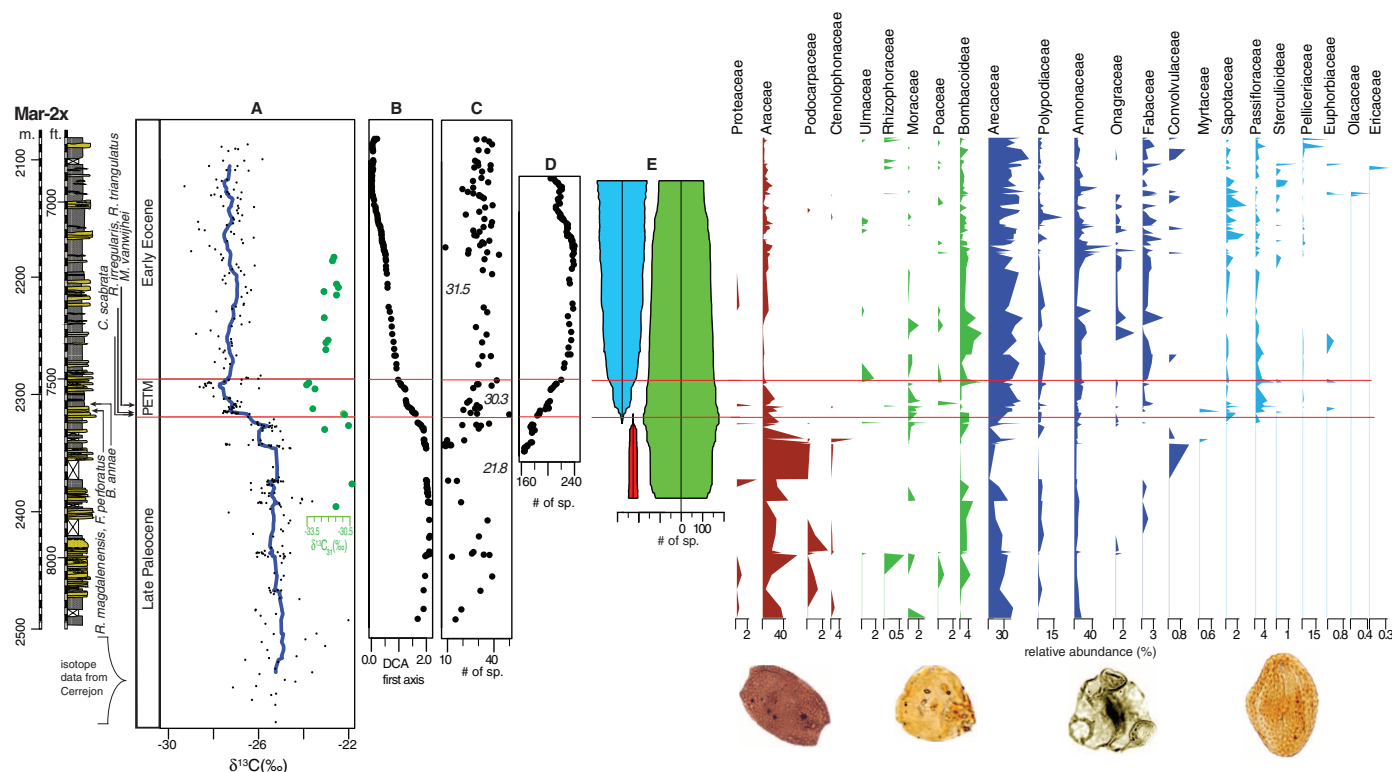 Mar-2x
m.
ft.
2100
2200
2300
2400
2500
7000
7500
8000
R. magdalensis, F. perforatus
B. annae
C. scabrata
R. irregularis, R. triangulatus
M. vanwijhei
isotope
data from
Cerrejon
Early Eocene
PETM
Late Paleocene
A
-30
-28
-26
-22
δ13C(‰)
-33.5
-30.5
δ13C31(‰)
B
0.0
2.0
DCA
first axis
C
31.5
30.3
21.8
10
40
# of sp.
D
160
240
# of sp.
E
0
100
# of sp.
Proteaceae
Araceae
Podocarpaceae
Ctenolophonaceae
Ulmaceae
Rhizophoraceae
Moraceae
Poaceae
Bombacoideae
Arecaceae
Polypodiaceae
Annonaceae
Onagraceae
Fabaceae
Convolvulaceae
Myrtaceae
Sapotaceae
Passifloraceae
Sterculioideae
Pelliceriaceae
Euphorbiaceae
Olacaceae
Ericaceae
2
40
2
4
2
0.5
2
2
4
30
15
40
2
3
0.8
0.6
2
4
1
15
0.8
0.4
0.3
relative abundance (%)